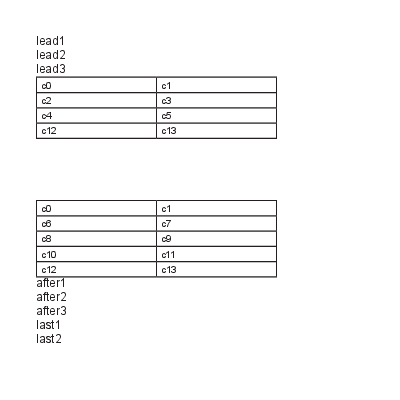 lead1
lead2
lead3
c0 c1
c2 c3
c4 c5
c12 c13
c0 c1
c6 c7
c8 c9
c10 c11
c12 c13
after1
after2
after3
last1
last2